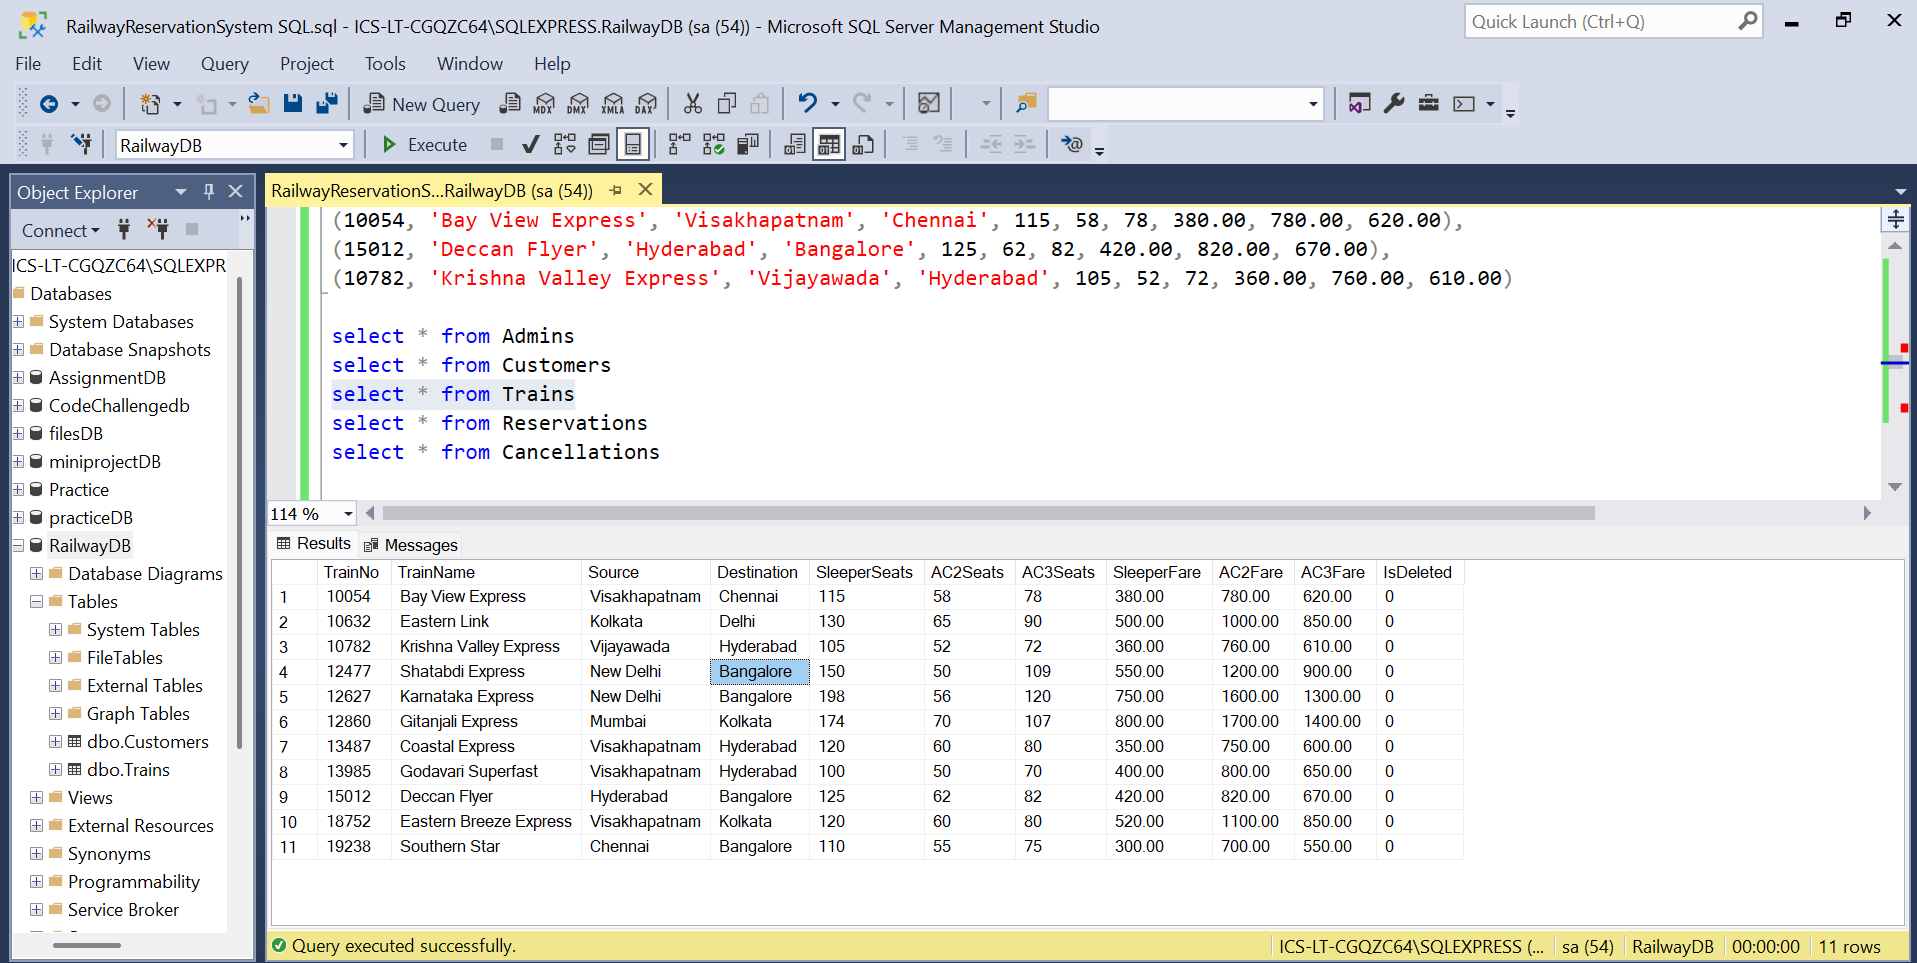 RailwayReservationSystem SQL.sql - ICS-LT-CGQZC64\SQLEXPRESS.RailwayDB (sa (54)) - Microsoft SQL Server Management Studio
Quick Launch (Ctrl+Q)
File Edit View Query Project Tools Window Help
New Query MDX DMX XMLA DAX
RailwayDB Execute
Object Explorer
Connect
ICS-LT-CGQZC64\SQLEXPR
Databases
System Databases
Database Snapshots
AssignmentDB
CodeChallengedb
filesDB
miniprojectDB
Practice
practiceDB
RailwayDB
Database Diagrams
Tables
System Tables
FileTables
External Tables
Graph Tables
dbo.Customers
dbo.Trains
Views
External Resources
Synonyms
Programmability
Service Broker
RailwayReservationS...RailwayDB (sa (54))
(10054, 'Bay View Express', 'Visakhapatnam', 'Chennai', 115, 58, 78, 380.00, 780.00, 620.00),
(15012, 'Deccan Flyer', 'Hyderabad', 'Bangalore', 125, 62, 82, 420.00, 820.00, 670.00),
(10782, 'Krishna Valley Express', 'Vijayawada', 'Hyderabad', 105, 52, 72, 360.00, 760.00, 610.00)
select * from Admins
select * from Customers
select * from Trains
select * from Reservations
select * from Cancellations
114 %
Results Messages
TrainNo TrainName Source Destination SleeperSeats AC2Seats AC3Seats SleeperFare AC2Fare AC3Fare IsDeleted
1 10054 Bay View Express Visakhapatnam Chennai 115 58 78 380.00 780.00 620.00 0
2 10632 Eastern Link Kolkata Delhi 130 65 90 500.00 1000.00 850.00 0
3 10782 Krishna Valley Express Vijayawada Hyderabad 105 52 72 360.00 760.00 610.00 0
4 12477 Shatabdi Express New Delhi Bangalore 150 50 109 550.00 1200.00 900.00 0
5 12627 Karnataka Express New Delhi Bangalore 198 56 120 750.00 1600.00 1300.00 0
6 12860 Gitanjali Express Mumbai Kolkata 174 70 107 800.00 1700.00 1400.00 0
7 13487 Coastal Express Visakhapatnam Hyderabad 120 60 80 350.00 750.00 600.00 0
8 13985 Godavari Superfast Visakhapatnam Hyderabad 100 50 70 400.00 800.00 650.00 0
9 15012 Deccan Flyer Hyderabad Bangalore 125 62 82 420.00 820.00 670.00 0
10 18752 Eastern Breeze Express Visakhapatnam Kolkata 120 60 80 520.00 1100.00 850.00 0
11 19238 Southern Star Chennai Bangalore 110 55 75 300.00 700.00 550.00 0
Query executed successfully. ICS-LT-CGQZC64\SQLEXPRESS (... sa (54) RailwayDB 00:00:00 11 rows